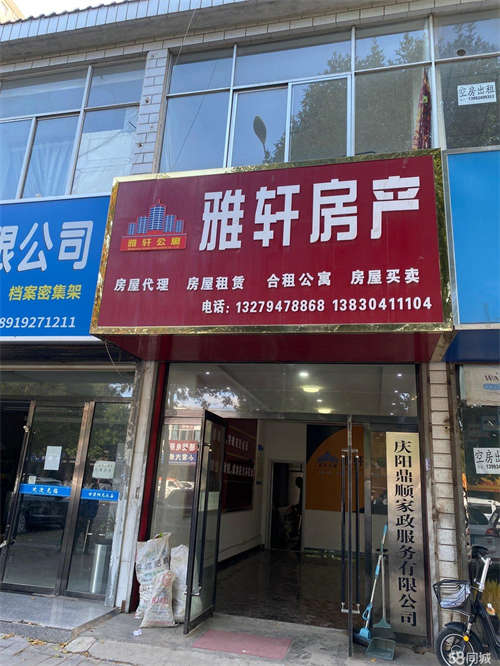 空房出租
限公司
档案密集架
8919271211
雅轩公寓
雅轩房产
房屋代理 房屋租赁 合租公寓 房屋买卖
电话：13279478868 13830411104
庆阳鼎顺家政服务有限公司
空房出
58同城